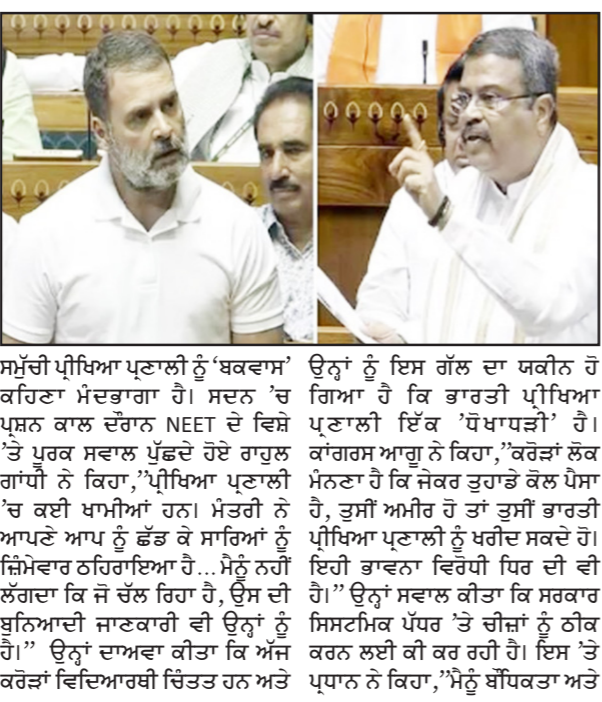 ਸਮੁੱਚੀ ਪ੍ਰੀਖਿਆ ਪ੍ਰਣਾਲੀ ਨੂੰ ‘ਬਕਵਾਸ’
ਕਹਿਣਾ ਮੰਦਭਾਗਾ ਹੈ। ਸਦਨ ’ਚ
ਪ੍ਰਸ਼ਨ ਕਾਲ ਦੌਰਾਨ NEET ਦੇ ਵਿਸ਼ੇ
’ਤੇ ਪੂਰਕ ਸਵਾਲ ਪੁੱਛਦੇ ਹੋਏ ਰਾਹੁਲ
ਗਾਂਧੀ ਨੇ ਕਿਹਾ,”ਪ੍ਰੀਖਿਆ ਪ੍ਰਣਾਲੀ
’ਚ ਕਈ ਖਾਮੀਆਂ ਹਨ। ਮੰਤਰੀ ਨੇ
ਆਪਣੇ ਆਪ ਨੂੰ ਛੱਡ ਕੇ ਸਾਰਿਆਂ ਨੂੰ
ਜ਼ਿੰਮੇਵਾਰ ਠਹਿਰਾਇਆ ਹੈ...ਮੈਨੂੰ ਨਹੀਂ
ਲੱਗਦਾ ਕਿ ਜੋ ਚੱਲ ਰਿਹਾ ਹੈ, ਉਸ ਦੀ
ਬੁਨਿਆਦੀ ਜਾਣਕਾਰੀ ਵੀ ਉਨ੍ਹਾਂ ਨੂੰ
ਹੈ।” ਉਨ੍ਹਾਂ ਦਾਅਵਾ ਕੀਤਾ ਕਿ ਅੱਜ
ਕਰੋੜਾਂ ਵਿਦਿਆਰਥੀ ਚਿੰਤਤ ਹਨ ਅਤੇ
ਉਨ੍ਹਾਂ ਨੂੰ ਇਸ ਗੱਲ ਦਾ ਯਕੀਨ ਹੋ
ਗਿਆ ਹੈ ਕਿ ਭਾਰਤੀ ਪ੍ਰੀਖਿਆ
ਪ੍ਰਣਾਲੀ ਇੱਕ ’ਧੋਖਾਧੜੀ’ ਹੈ।
ਕਾਂਗਰਸ ਆਗੂ ਨੇ ਕਿਹਾ,”ਕਰੋੜਾਂ ਲੋਕ
ਮੰਨਣਾ ਹੈ ਕਿ ਜੇਕਰ ਤੁਹਾਡੇ ਕੋਲ ਪੈਸਾ
ਹੈ, ਤੁਸੀਂ ਅਮੀਰ ਹੋ ਤਾਂ ਤੁਸੀਂ ਭਾਰਤੀ
ਪ੍ਰੀਖਿਆ ਪ੍ਰਣਾਲੀ ਨੂੰ ਖਰੀਦ ਸਕਦੇ ਹੋ।
ਇਹੀ ਭਾਵਨਾ ਵਿਰੋਧੀ ਧਿਰ ਦੀ ਵੀ
ਹੈ।” ਉਨ੍ਹਾਂ ਸਵਾਲ ਕੀਤਾ ਕਿ ਸਰਕਾਰ
ਸਿਸਟਮਿਕ ਪੱਧਰ ’ਤੇ ਚੀਜ਼ਾਂ ਨੂੰ ਠੀਕ
ਕਰਨ ਲਈ ਕੀ ਕਰ ਰਹੀ ਹੈ। ਇਸ ’ਤੇ
ਪ੍ਰਧਾਨ ਨੇ ਕਿਹਾ,”ਮੈਨੂੰ ਬੌਧਿਕਤਾ ਅਤੇ